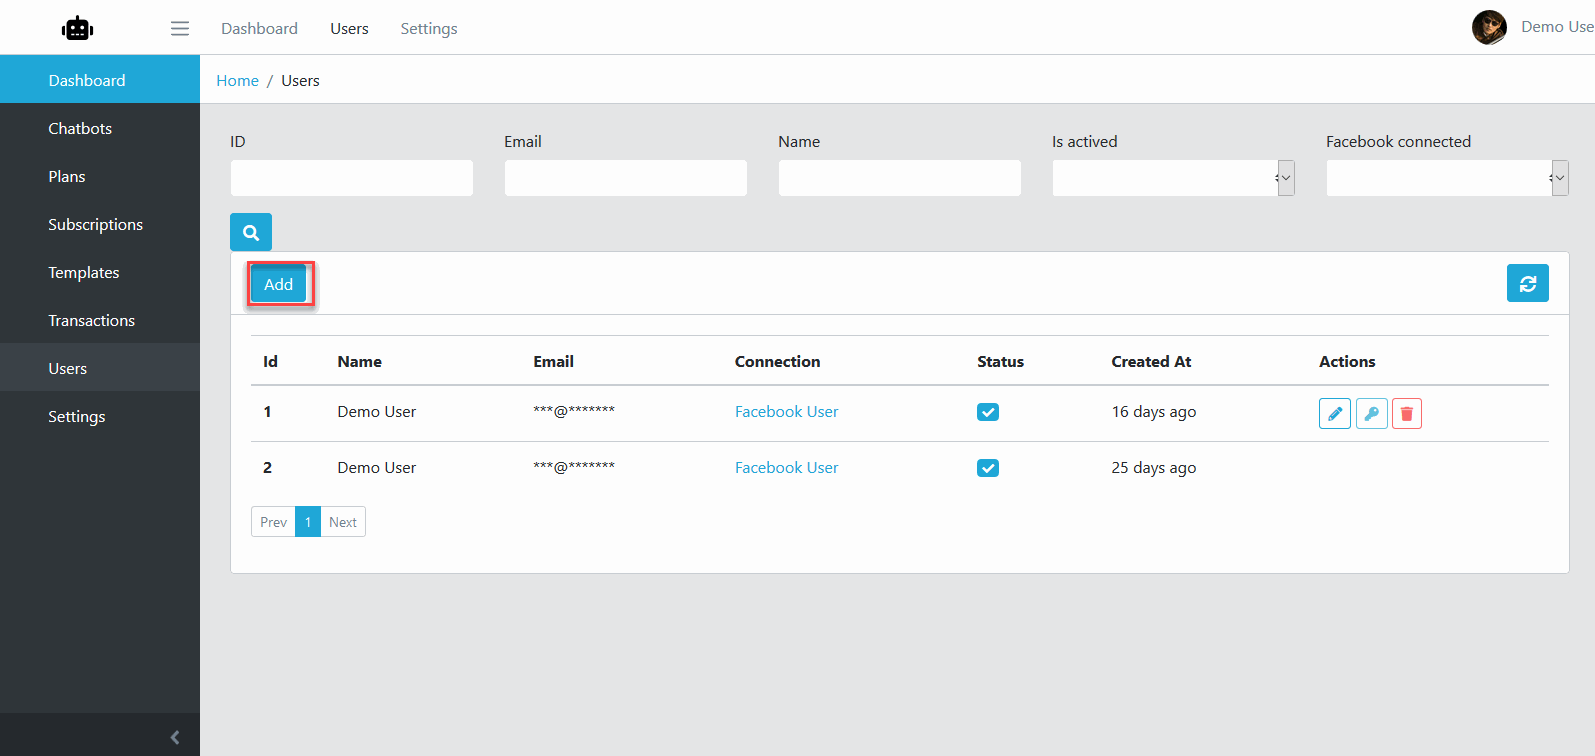 Dashboard Users Settings Demo Use
Dashboard
Chatbots
Plans
Subscriptions
Templates
Transactions
Users
Settings
Home / Users
ID Email Name Is actived Facebook connected
Add
Id Name Email Connection Status Created At Actions
1 Demo User ***@******* Facebook User 16 days ago
2 Demo User ***@******* Facebook User 25 days ago
Prev 1 Next